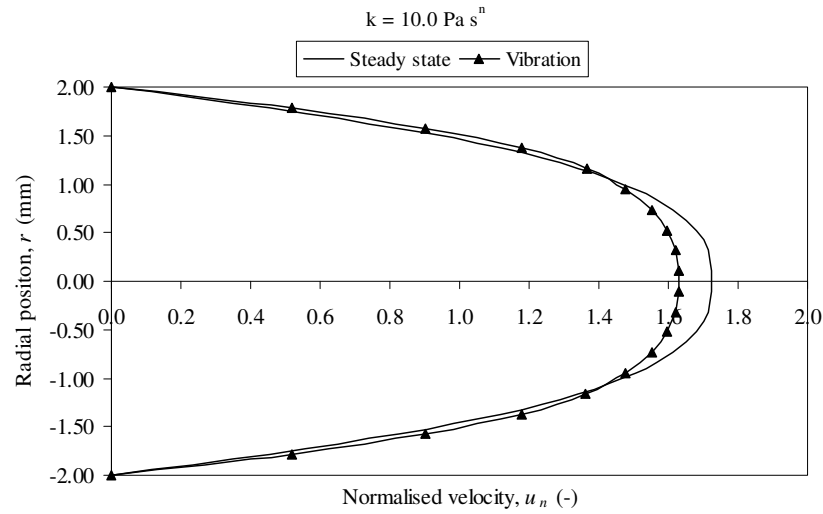 k = 10.0 Pa sⁿ
Steady state Vibration
2.00
1.50
1.00
0.50
0.00
-0.50
-1.00
-1.50
-2.00
0.0 0.2 0.4 0.6 0.8 1.0 1.2 1.4 1.6 1.8 2.0
Radial positon, r (mm)
Normalised velocity, u_n (-)